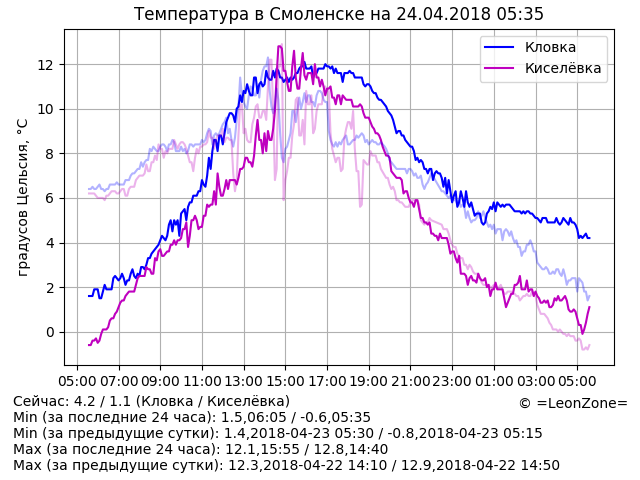 Температура в Смоленске на 24.04.2018 05:35
Кловка
Киселёвка
градусов Цельсия, °C
12
10
8
6
4
2
0
05:00 07:00 09:00 11:00 13:00 15:00 17:00 19:00 21:00 23:00 01:00 03:00 05:00
Сейчас: 4.2 / 1.1 (Кловка / Киселёвка)
© =LeonZone=
Min (за последние 24 часа): 1.5,06:05 / -0.6,05:35
Min (за предыдущие сутки): 1.4,2018-04-23 05:30 / -0.8,2018-04-23 05:15
Max (за последние 24 часа): 12.1,15:55 / 12.8,14:40
Max (за предыдущие сутки): 12.3,2018-04-22 14:10 / 12.9,2018-04-22 14:50